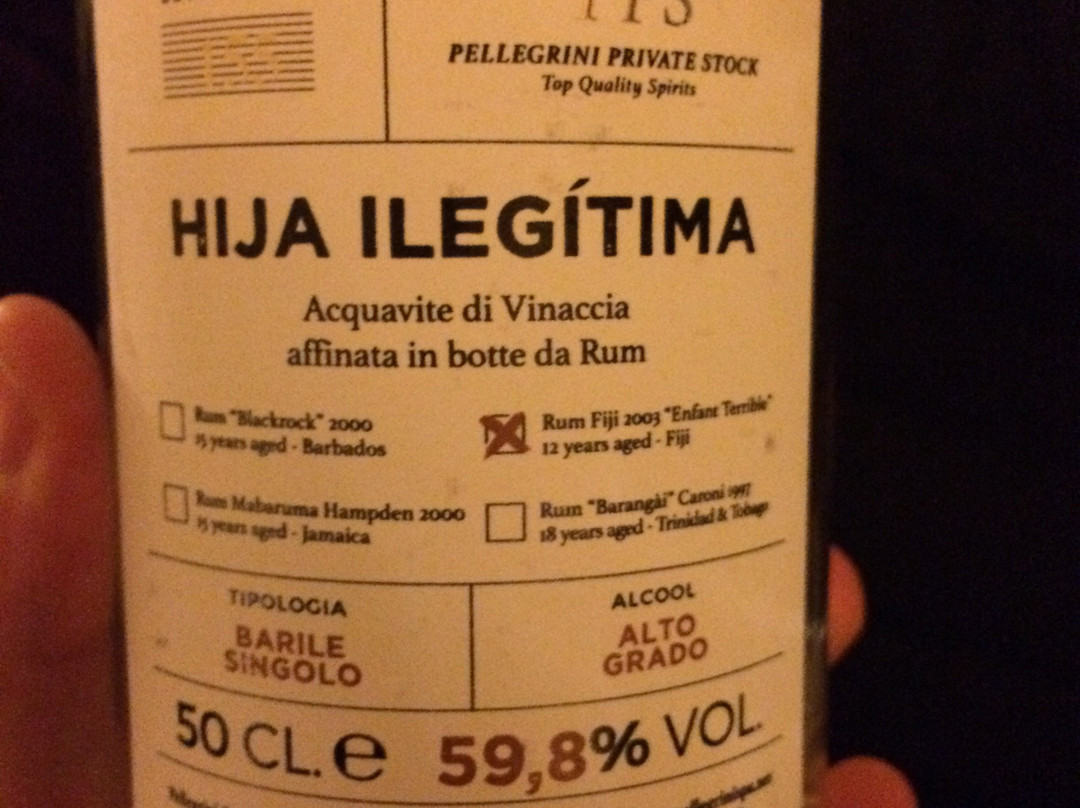 PELLEGRINI PRIVATE STOCK
Top Quality Spirits
HIJA ILEGÍTIMA
Acquavite di Vinaccia
affinata in botte da Rum
Rum "Blackrock" 2000
15 years aged - Barbados
Rum Fiji 2003 "Enfant Terrible"
12 years aged - Fiji
Rum Mabaruma Hampden 2000
15 years aged - Jamaica
Rum "Barangài" Caroni 1997
18 years aged - Trinidad & Tobago
TIPOLOGIA
BARILE
SINGOLO
ALCOOL
ALTO
GRADO
50 CL. e 59,8% VOL.